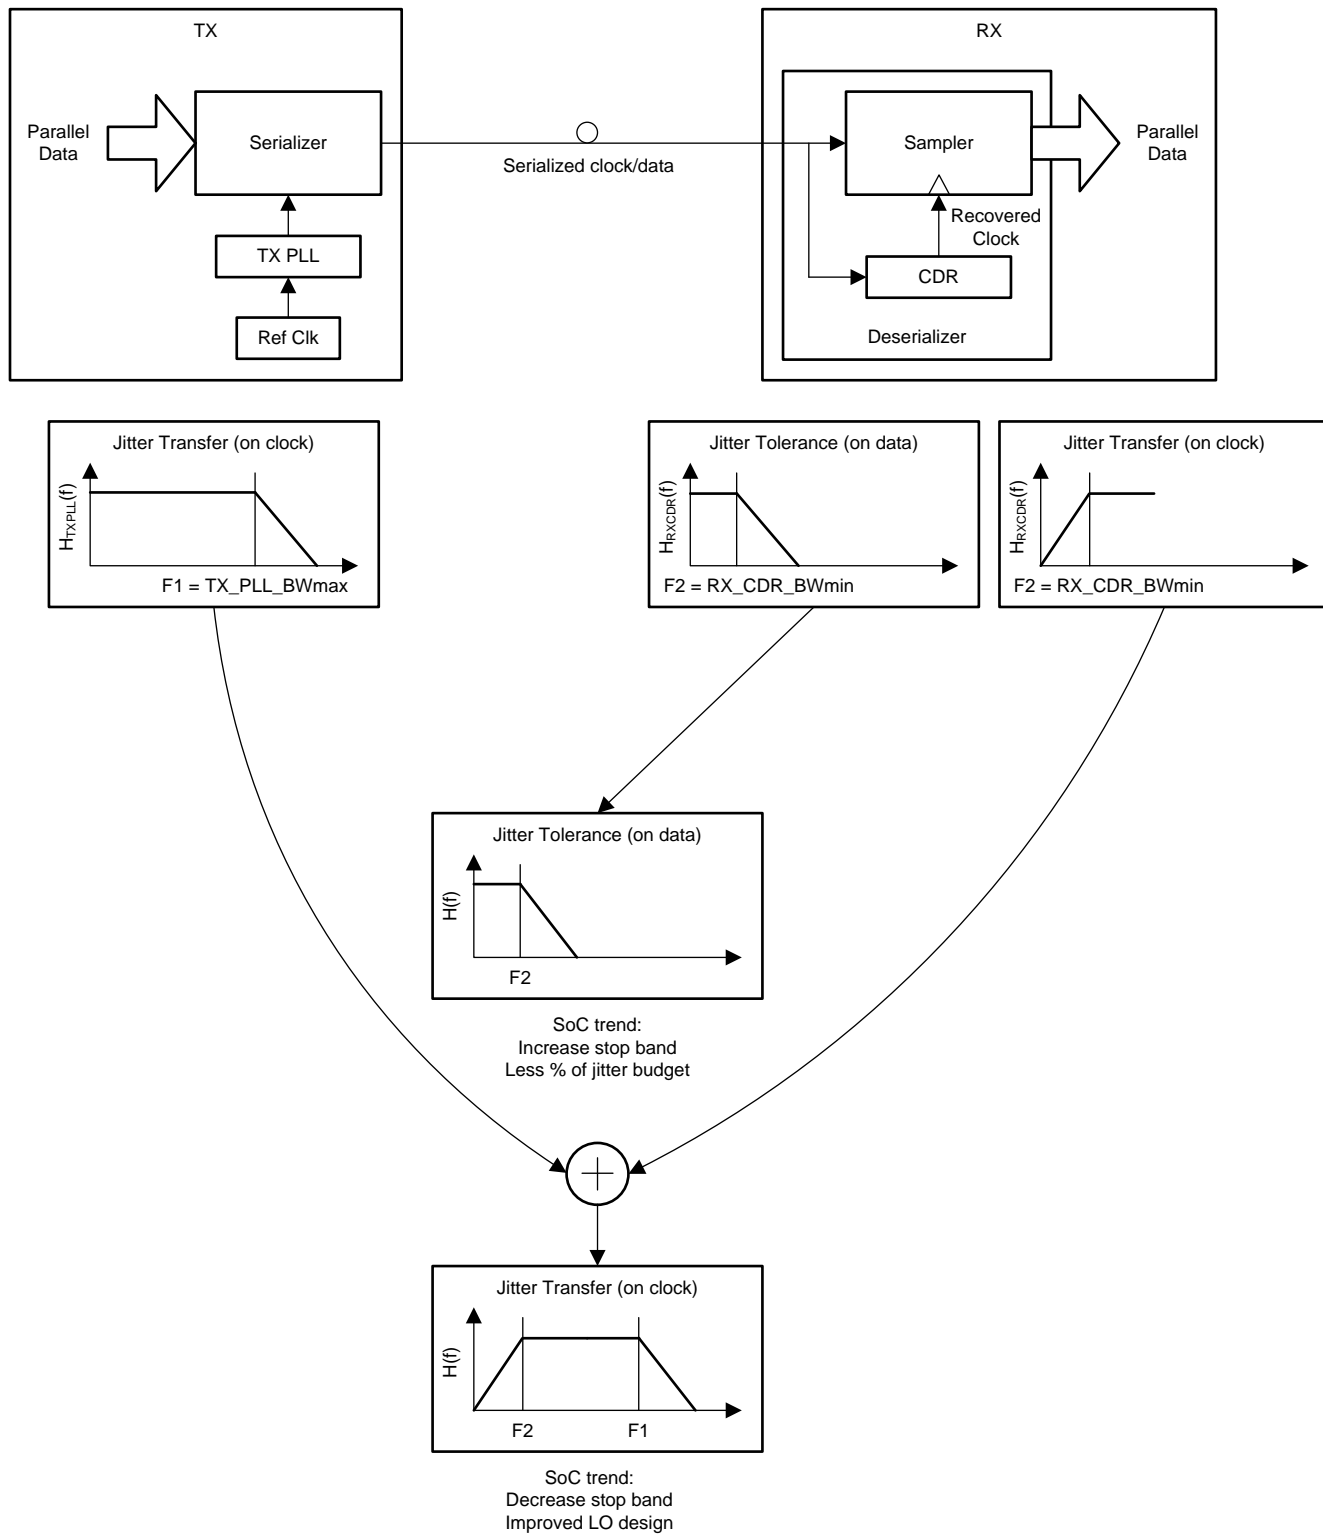 TX
RX
Parallel
Data
Serializer
Serialized clock/data
Sampler
Parallel
Data
Recovered
Clock
TX PLL
CDR
Ref Clk
Deserializer
Jitter Transfer (on clock)
HTXPLL(f)
F1 = TX_PLL_BWmax
Jitter Tolerance (on data)
HRXCDR(f)
F2 = RX_CDR_BWmin
Jitter Transfer (on clock)
HRXCDR(f)
F2 = RX_CDR_BWmin
Jitter Tolerance (on data)
H(f)
F2
SoC trend:
Increase stop band
Less % of jitter budget
Jitter Transfer (on clock)
H(f)
F2
F1
SoC trend:
Decrease stop band
Improved LO design